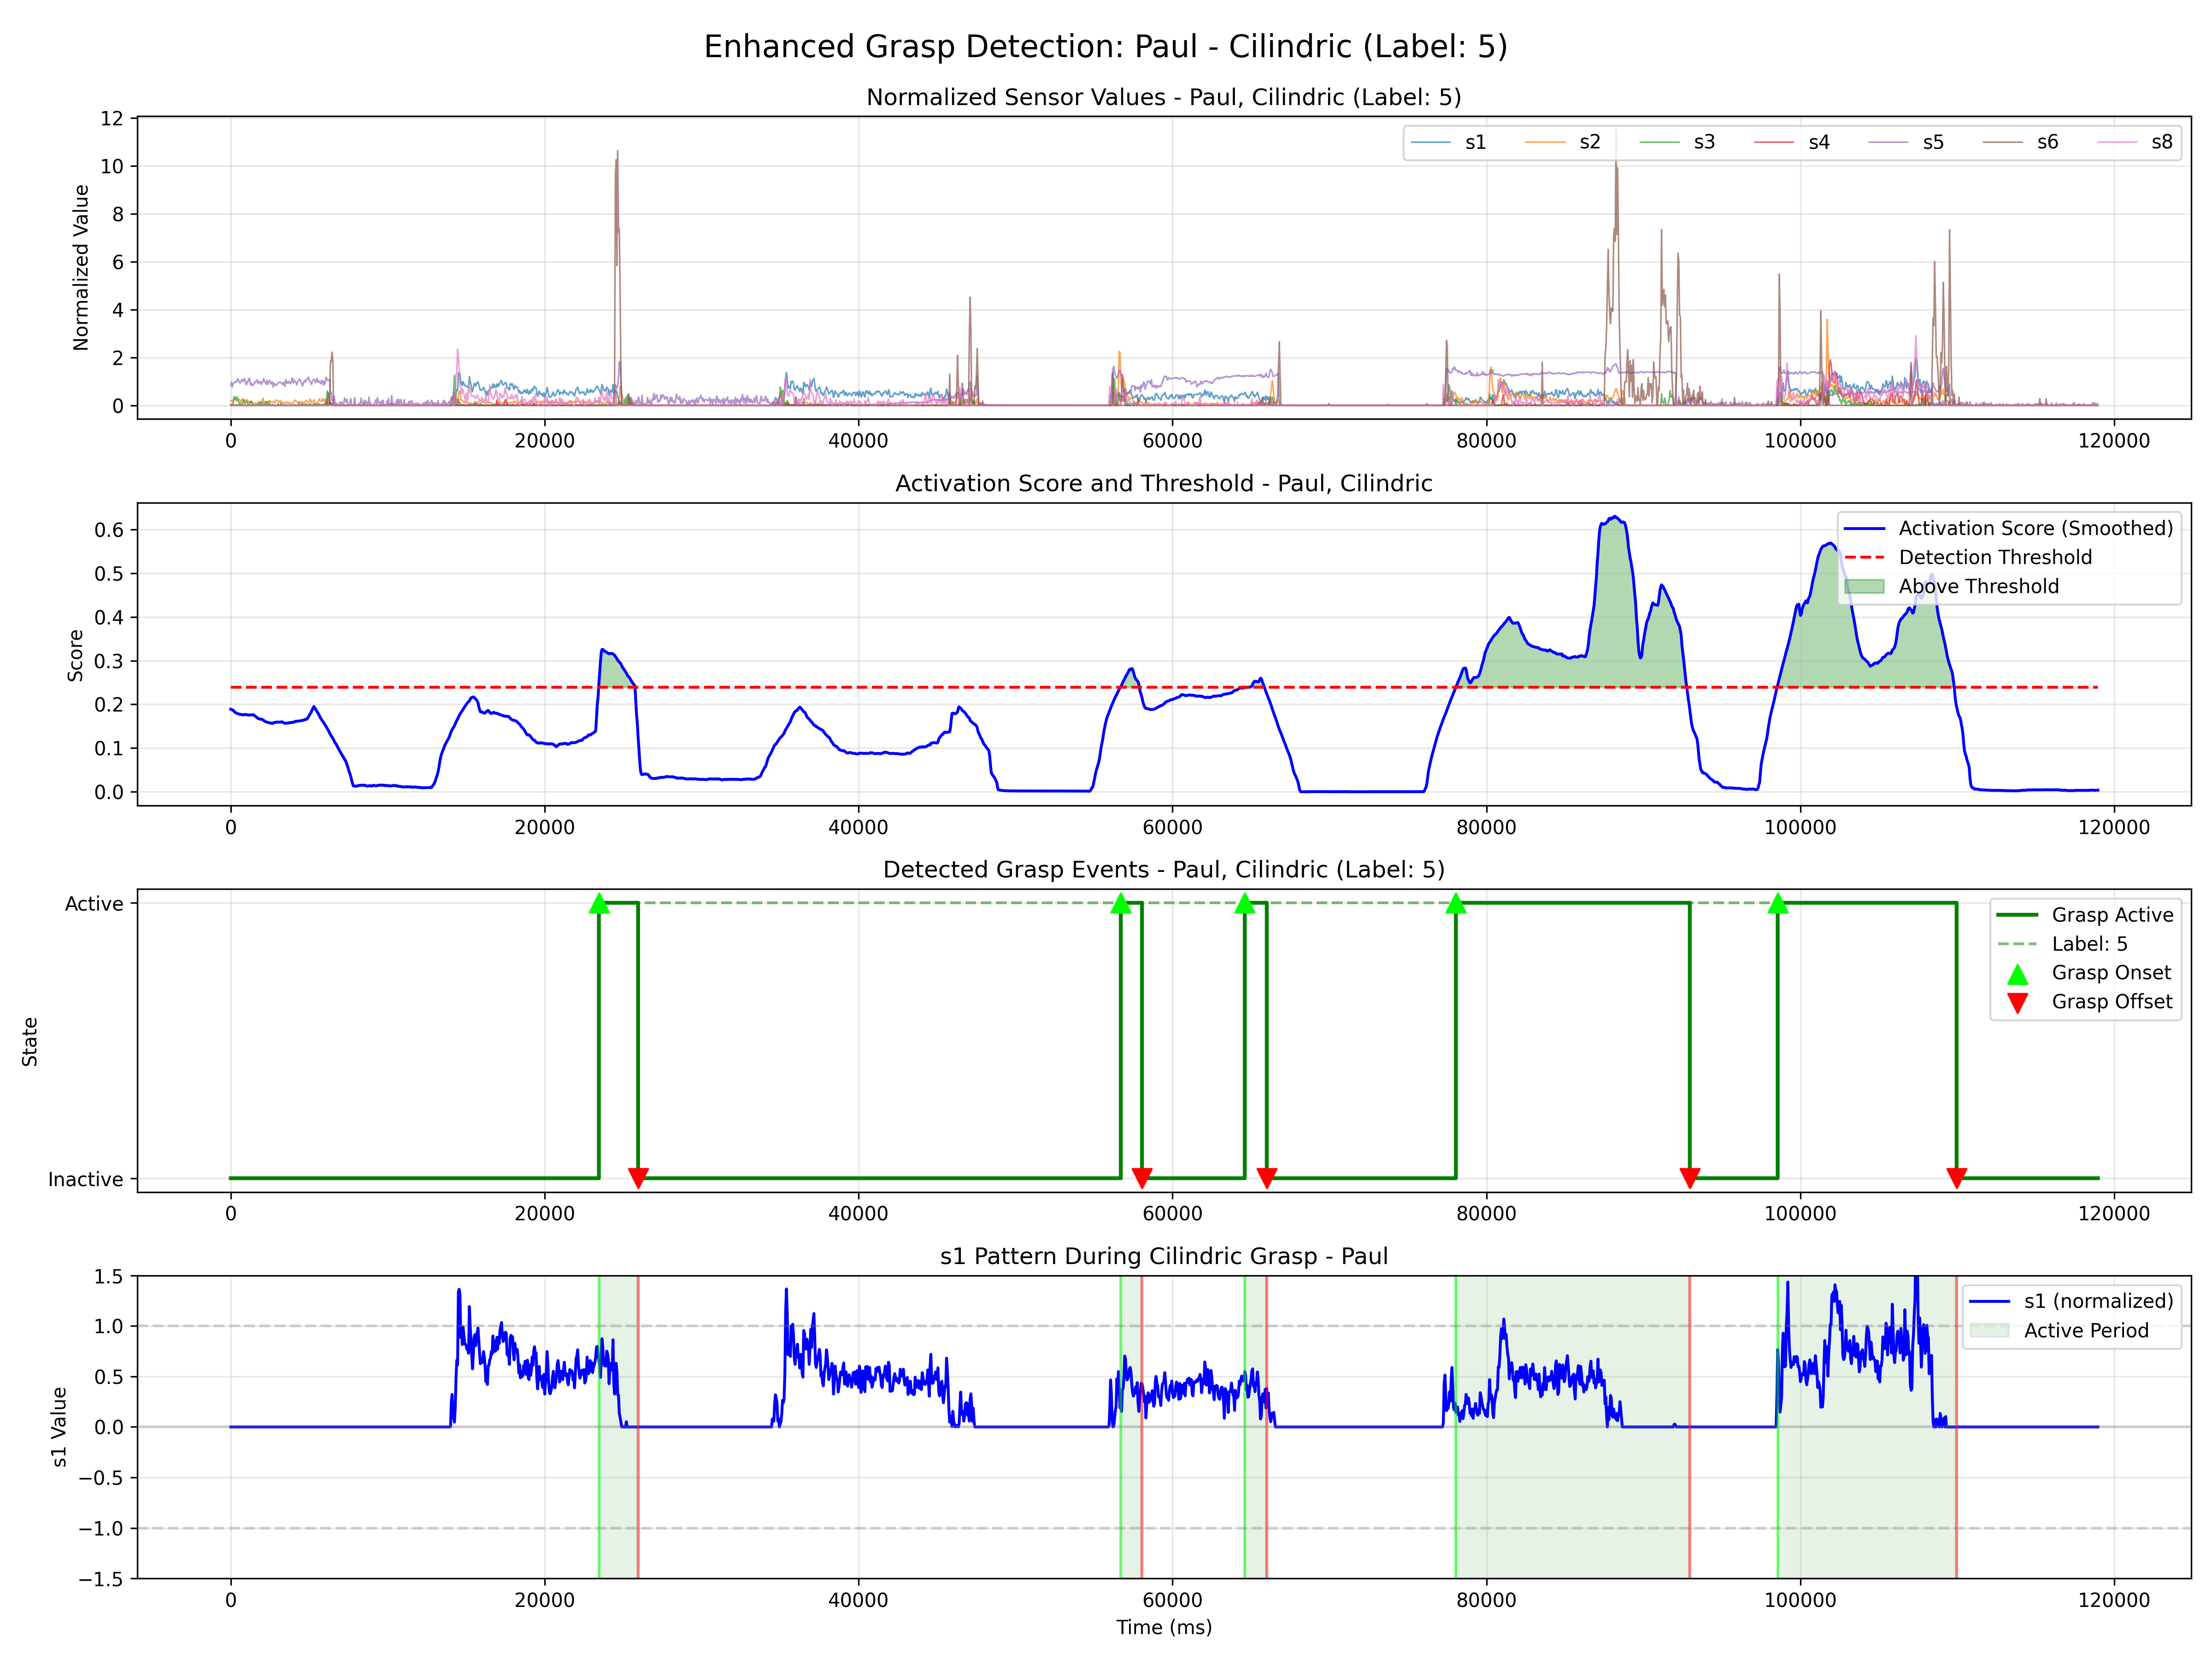 Enhanced Grasp Detection: Paul - Cilindric (Label: 5)
Normalized Sensor Values - Paul, Cilindric (Label: 5)
Normalized Value
12
10
8
6
4
2
0
s1 s2 s3 s4 s5 s6 s8
0 20000 40000 60000 80000 100000 120000
Activation Score and Threshold - Paul, Cilindric
Score
0.6
0.5
0.4
0.3
0.2
0.1
0.0
Activation Score (Smoothed)
Detection Threshold
Above Threshold
0 20000 40000 60000 80000 100000 120000
Detected Grasp Events - Paul, Cilindric (Label: 5)
State
Active
Inactive
Grasp Active
Label: 5
Grasp Onset
Grasp Offset
0 20000 40000 60000 80000 100000 120000
s1 Pattern During Cilindric Grasp - Paul
s1 Value
1.5
1.0
0.5
0.0
−0.5
−1.0
−1.5
s1 (normalized)
Active Period
0 20000 40000 60000 80000 100000 120000
Time (ms)